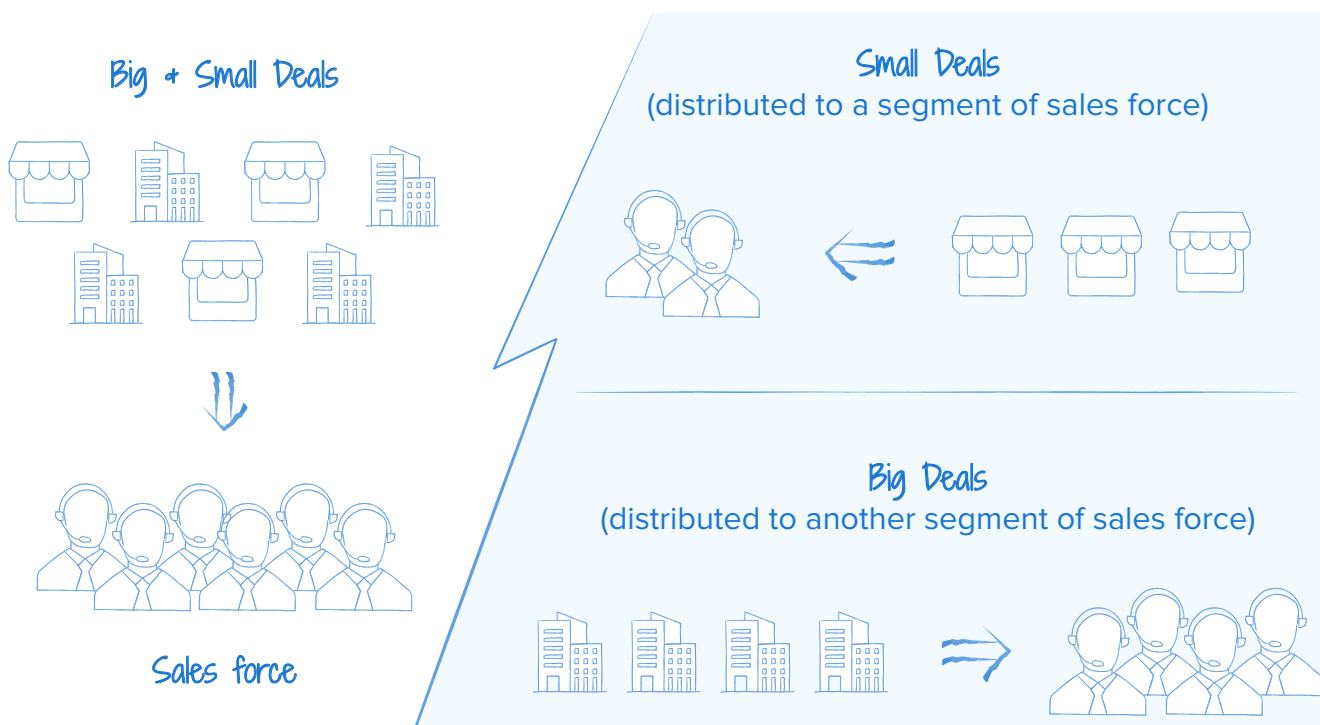 Big & Small Deals
Sales force
Small Deals
(distributed to a segment of sales force)
Big Deals
(distributed to another segment of sales force)